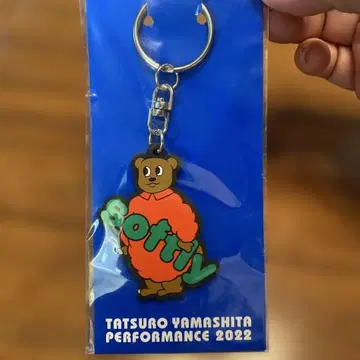 Softly
TATSURO YAMASHITA
PERFORMANCE 2022